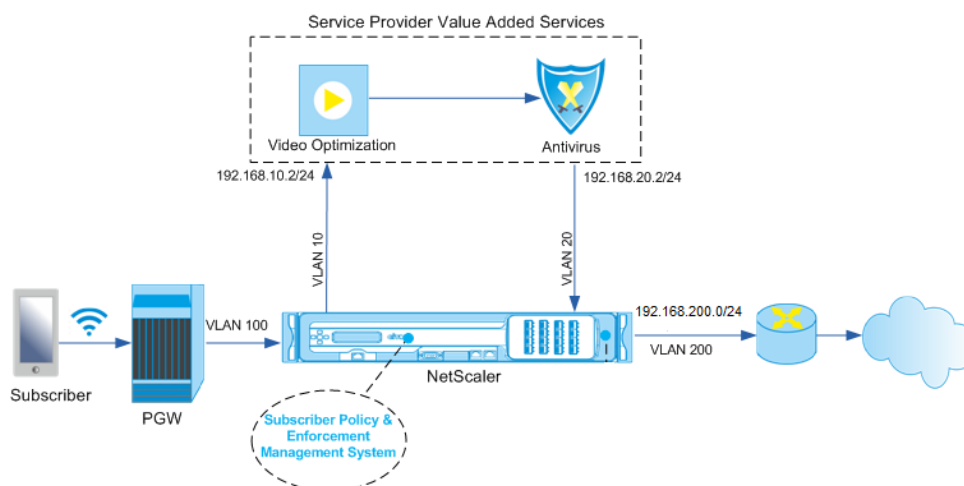 Service Provider Value Added Services
Video Optimization
Antivirus
192.168.10.2/24
192.168.20.2/24
VLAN 10
VLAN 20
192.168.200.0/24
VLAN 100
VLAN 200
NetScaler
Subscriber
PGW
Subscriber Policy &
Enforcement
Management System